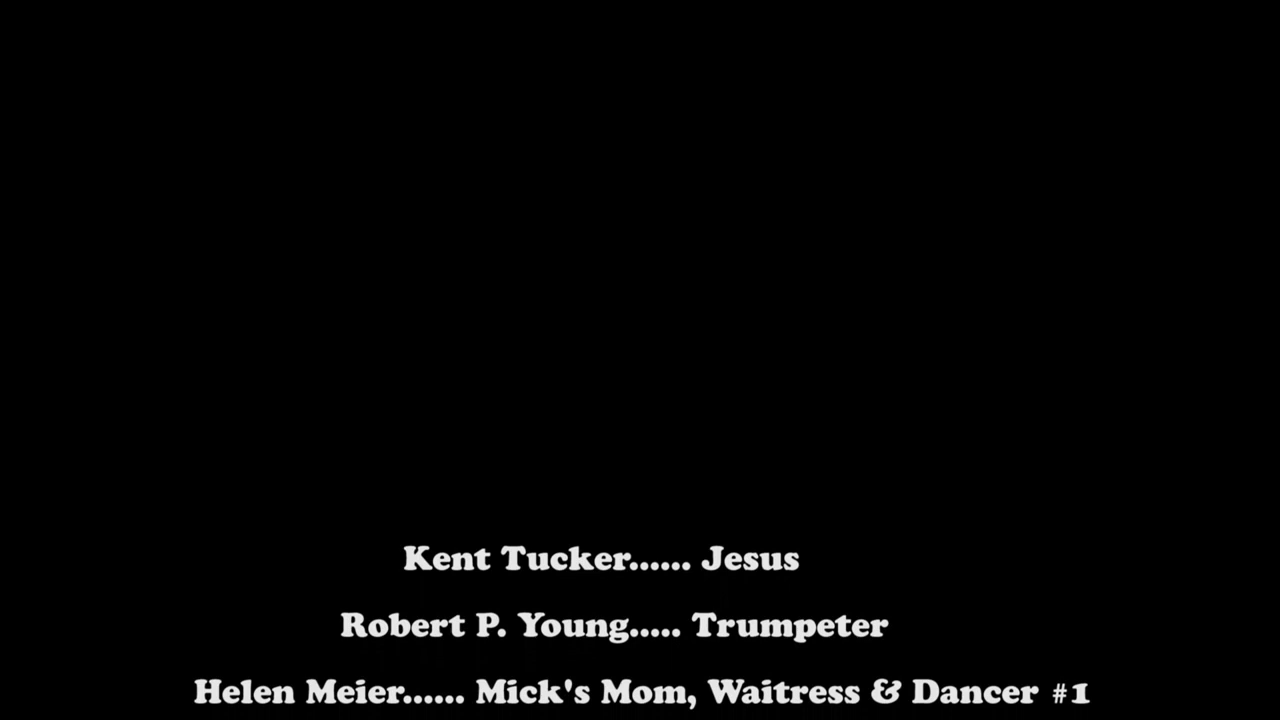 Kent Tucker...... Jesus
Robert P. Young..... Trumpeter
Helen Meier...... Mick's Mom, Waitress & Dancer #1